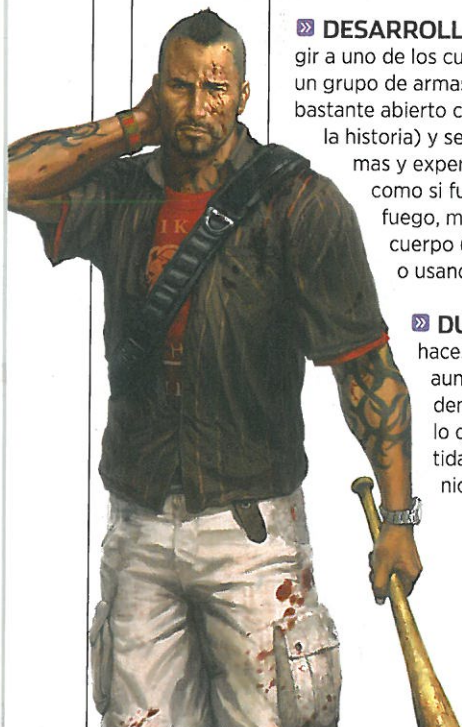 DESARROLL
gir a uno de los cu
un grupo de armas
bastante abierto c
la historia) y se
mas y exper
como si fu
fuego, m
cuerpo
o usand
DU
hace
aun
der
lo
tida
nic
IK
H